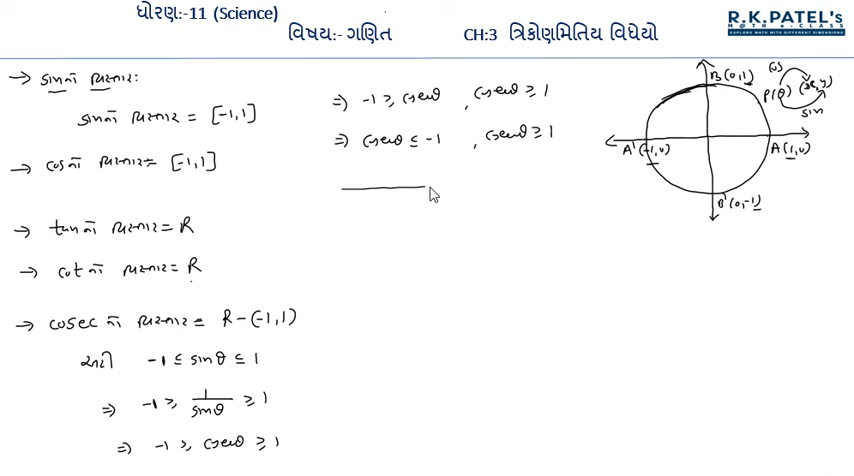 ધોરણ:-11 (Science)
વિષય:- ગણિત
CH:3 ત્રિકોણમિતિય વિધેયો
R.K.PATEL's
M@TH e-CLASS
EXPLORE MATH WITH DIFFERENT DIMENSIONS
→ sinનો વિસ્તાર:
sinનો વિસ્તાર = [-1,1]
→ cosનો વિસ્તાર= [-1,1]
→ tanનો વિસ્તાર= R
→ cotનો વિસ્તાર= R
→ cosecનો વિસ્તાર = R-(-1,1)
-1 ≤ sinθ ≤ 1
⇒ -1 ≥ 1/sinθ ≥ 1
⇒ -1 ≥ cosecθ ≥ 1
⇒ -1 ≥ cosecθ , cosecθ ≥ 1
⇒ cosecθ ≤ -1 , cosecθ ≥ 1
B(0,1)
cos
P(θ) (x,y)
sin
A'(-1,0)
A(1,0)
B'(0,-1)